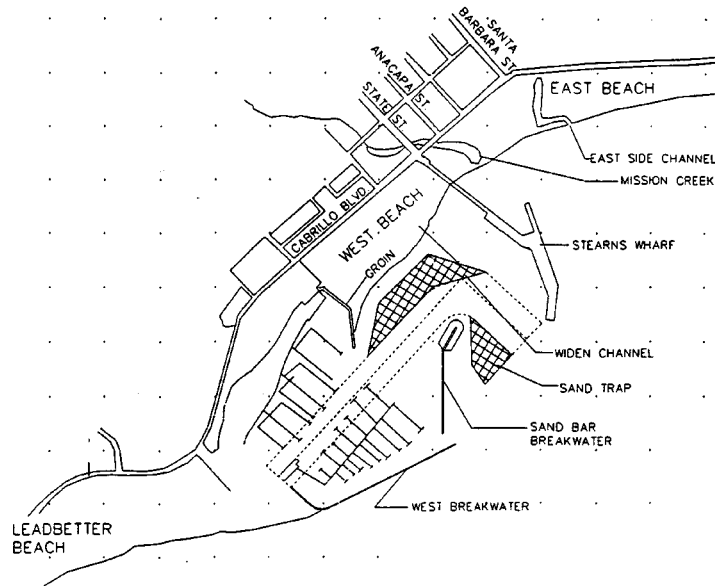 SANTA
BARBARA ST.
ANACAPA ST.
STATE ST.
EAST BEACH
EAST SIDE CHANNEL
MISSION CREEK
CABRILLO BLVD.
WEST BEACH
GROIN
STEARNS WHARF
WIDEN CHANNEL
SAND TRAP
SAND BAR
BREAKWATER
WEST BREAKWATER
LEADBETTER
BEACH